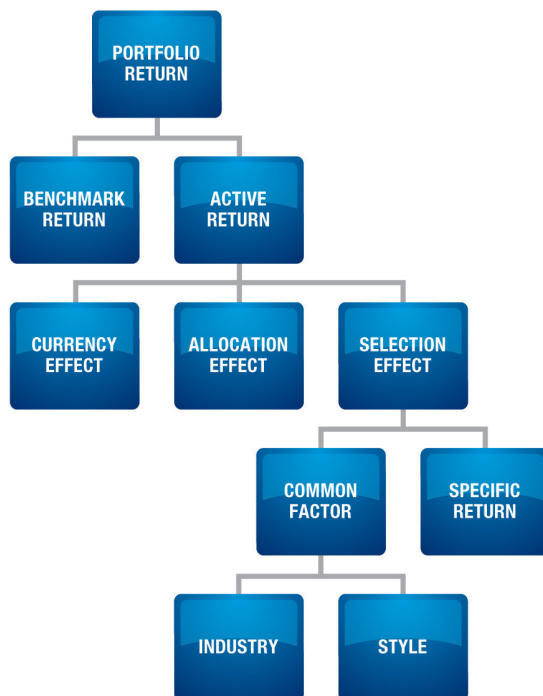 PORTFOLIO
RETURN
BENCHMARK
RETURN
ACTIVE
RETURN
CURRENCY
EFFECT
ALLOCATION
EFFECT
SELECTION
EFFECT
COMMON
FACTOR
SPECIFIC
RETURN
INDUSTRY
STYLE